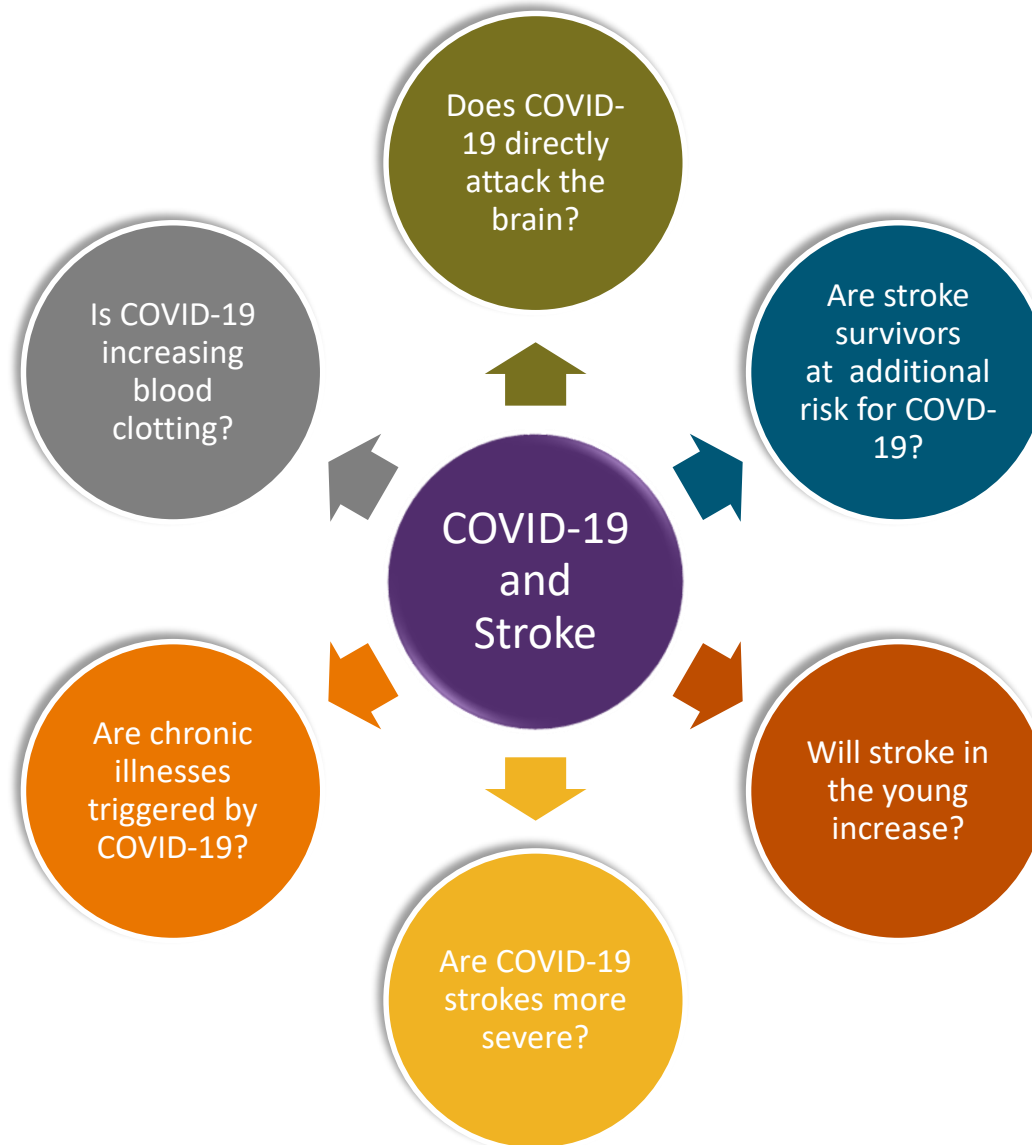 Does COVID-
19 directly
attack the
brain?
Are stroke
survivors
at additional
risk for COVD-
19?
Will stroke in
the young
increase?
Are COVID-19
strokes more
severe?
Are chronic
illnesses
triggered by
COVID-19?
Is COVID-19
increasing
blood
clotting?
COVID-19
and
Stroke